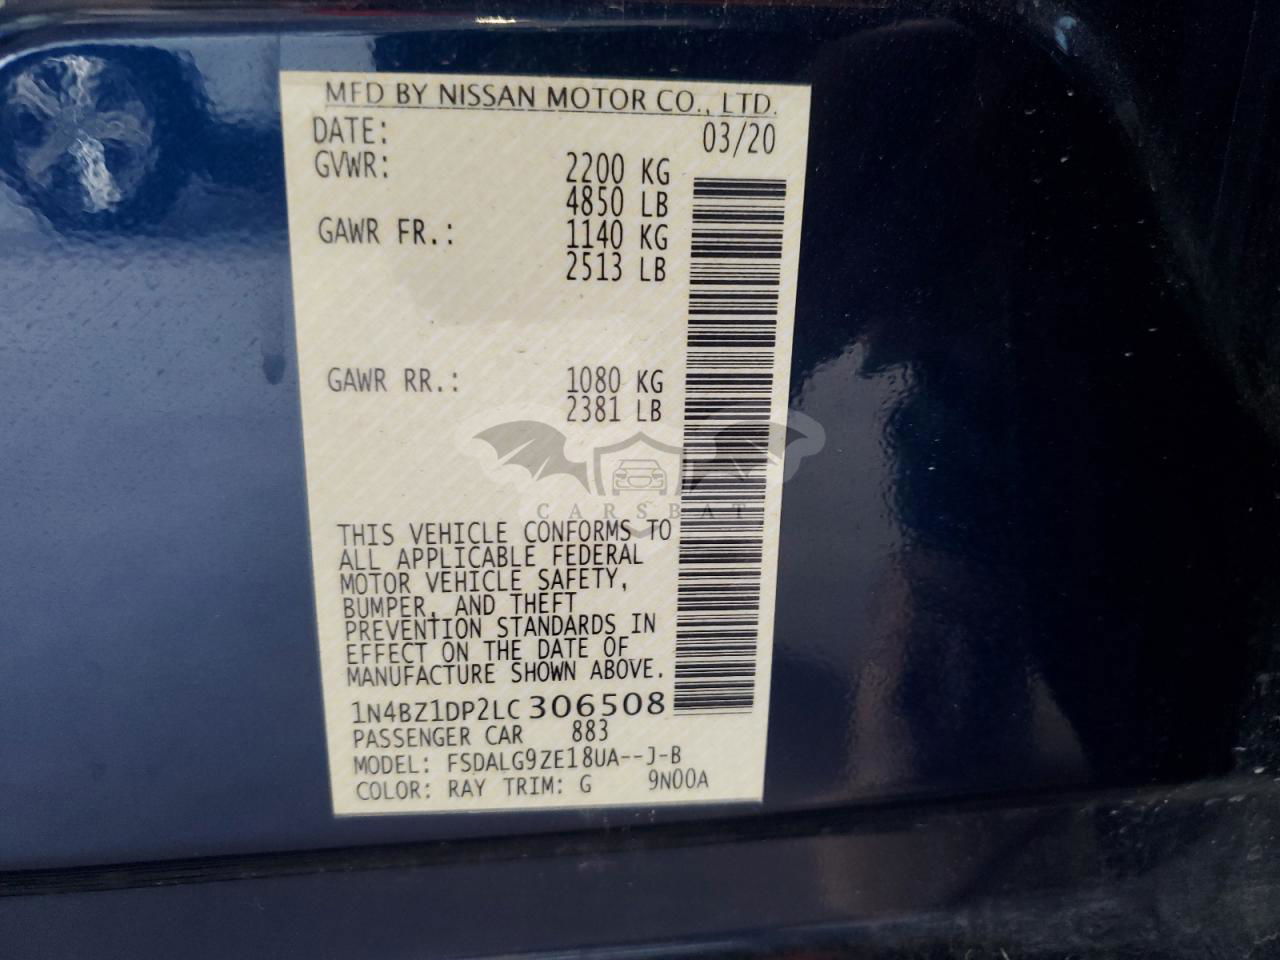 MFD BY NISSAN MOTOR CO., LTD.
DATE: 03/20
GVWR: 2200 KG
4850 LB
GAWR FR.: 1140 KG
2513 LB
GAWR RR.: 1080 KG
2381 LB
CARSBAT
THIS VEHICLE CONFORMS TO
ALL APPLICABLE FEDERAL
MOTOR VEHICLE SAFETY,
BUMPER, AND THEFT
PREVENTION STANDARDS IN
EFFECT ON THE DATE OF
MANUFACTURE SHOWN ABOVE.
1N4BZ1DP2LC306508
PASSENGER CAR 883
MODEL: FSDALG9ZE18UA--J-B
COLOR: RAY TRIM: G 9N00A